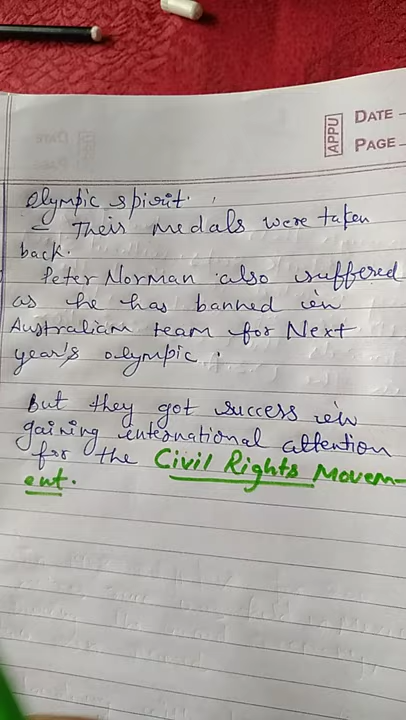 APPU
DATE -
PAGE -
Olympic spirit.
- Their medals were taken
back.
Peter Norman also suffered
as he has banned in
Australian team for Next
year's olympic.
But they got success in
gaining international attention
for the Civil Rights Movem-
ent.